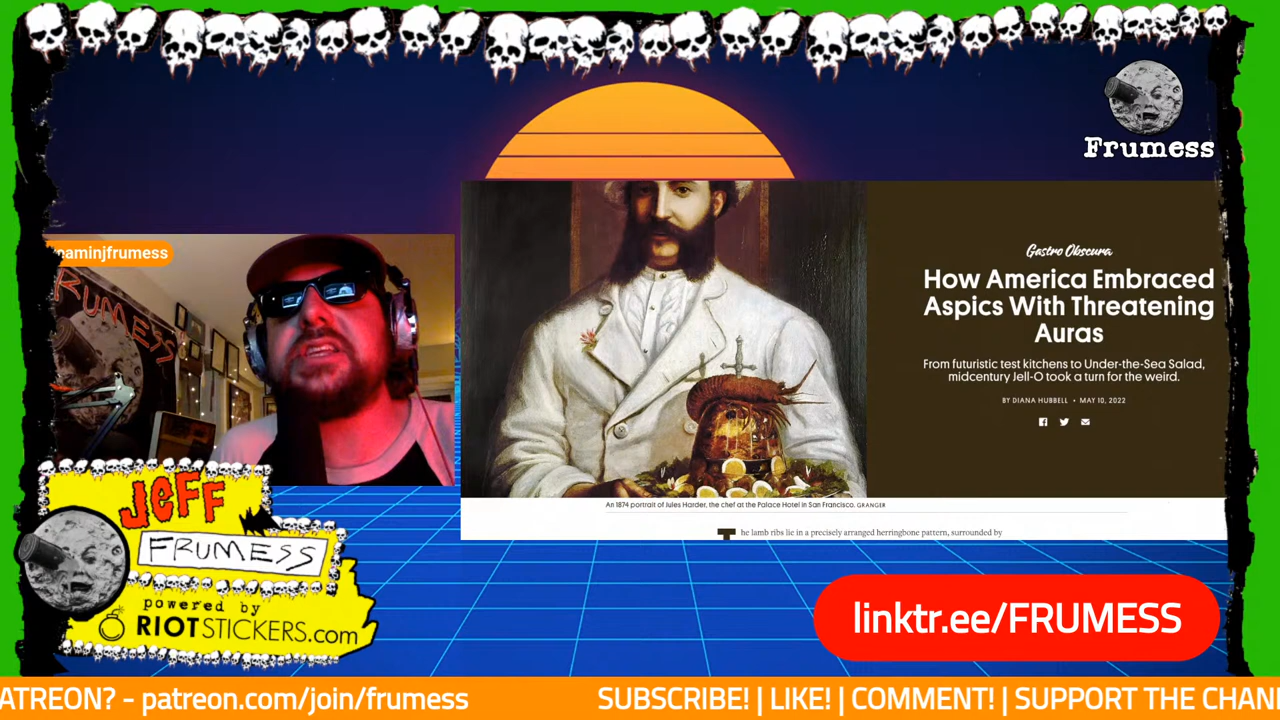 Frumess
eaminjfrumess
FRUMESS
Gastro Obscura
How America Embraced
Aspics With Threatening
Auras
From futuristic test kitchens to Under-the-Sea Salad,
midcentury Jell-O took a turn for the weird.
BY DIANA HUBBELL • MAY 10, 2022
An 1874 portrait of Jules Harder, the chef at the Palace Hotel in San Francisco. GRANGER
The lamb ribs lie in a precisely arranged herringbone pattern, surrounded by
JeFF
FRUMESS
powered by
RIOTSTICKERS.com
linktr.ee/FRUMESS
ATREON? - patreon.com/join/frumess SUBSCRIBE! | LIKE! | COMMENT! | SUPPORT THE CHAN